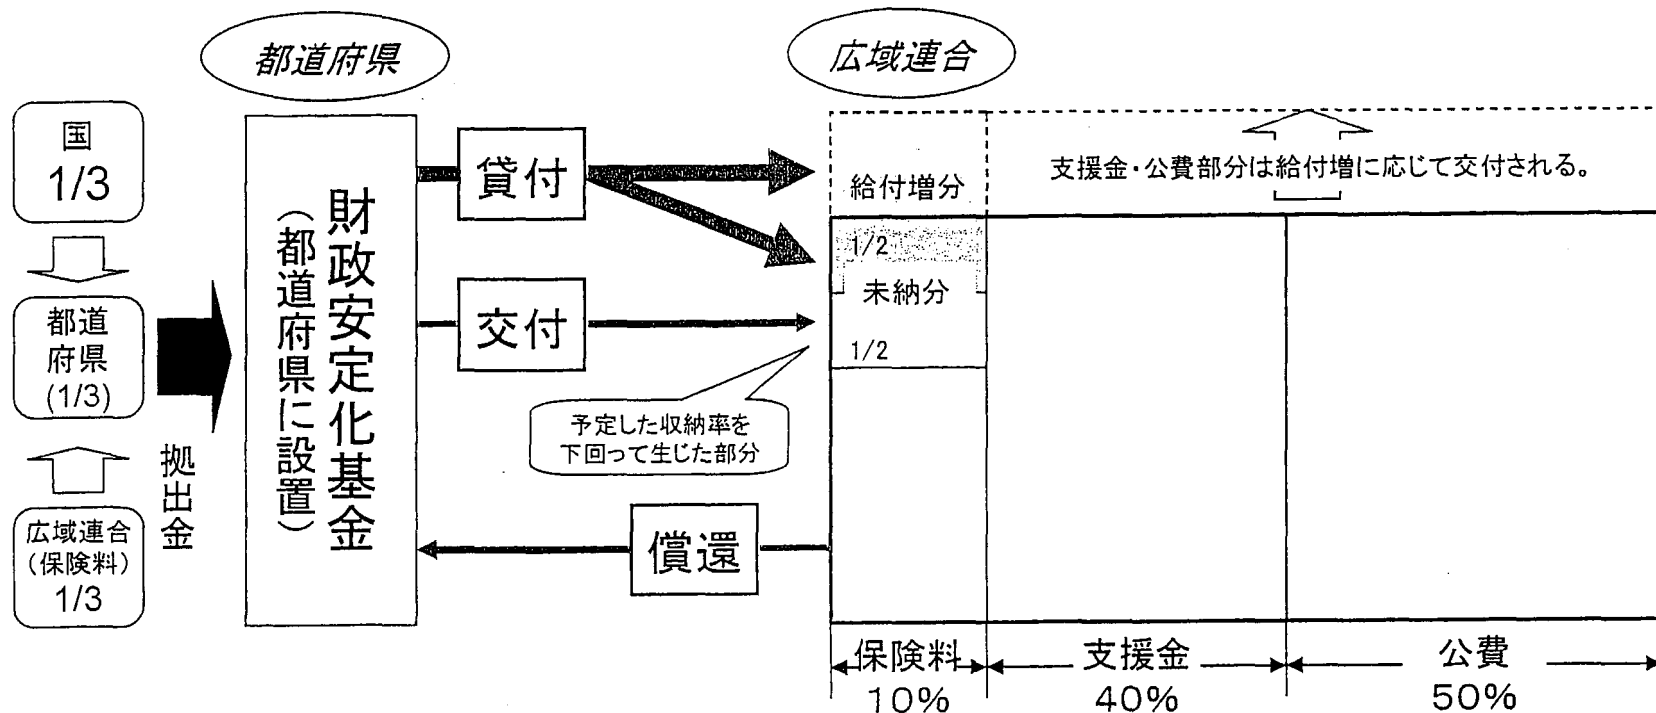 都道府県
広域連合
国
1/3
都道
府県
(1/3)
広域連合
(保険料)
1/3
拠出金
財政安定化基金
(都道府県に設置)
貸付
交付
償還
予定した収納率を
下回って生じた部分
給付増分
1/2
未納分
1/2
支援金・公費部分は給付増に応じて交付される。
保険料
10%
支援金
40%
公費
50%